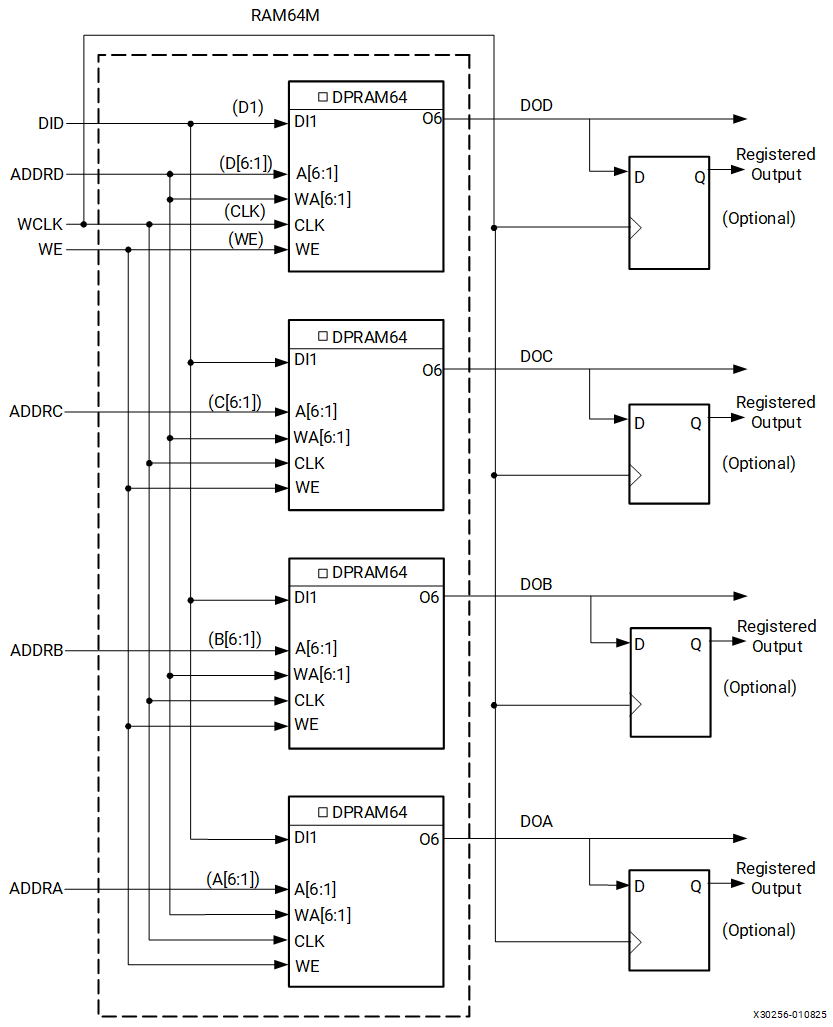 RAM64M
DPRAM64
DID
(D1)
DI1
O6
DOD
ADDRD
(D[6:1])
A[6:1]
WA[6:1]
WCLK
(CLK)
CLK
WE
(WE)
WE
D
Q
Registered
Output
(Optional)
DPRAM64
DI1
O6
DOC
ADDRC
(C[6:1])
A[6:1]
WA[6:1]
CLK
WE
D
Q
Registered
Output
(Optional)
DPRAM64
DI1
O6
DOB
ADDRB
(B[6:1])
A[6:1]
WA[6:1]
CLK
WE
D
Q
Registered
Output
(Optional)
DPRAM64
DI1
O6
DOA
ADDRA
(A[6:1])
A[6:1]
WA[6:1]
CLK
WE
D
Q
Registered
Output
(Optional)
X30256-010825